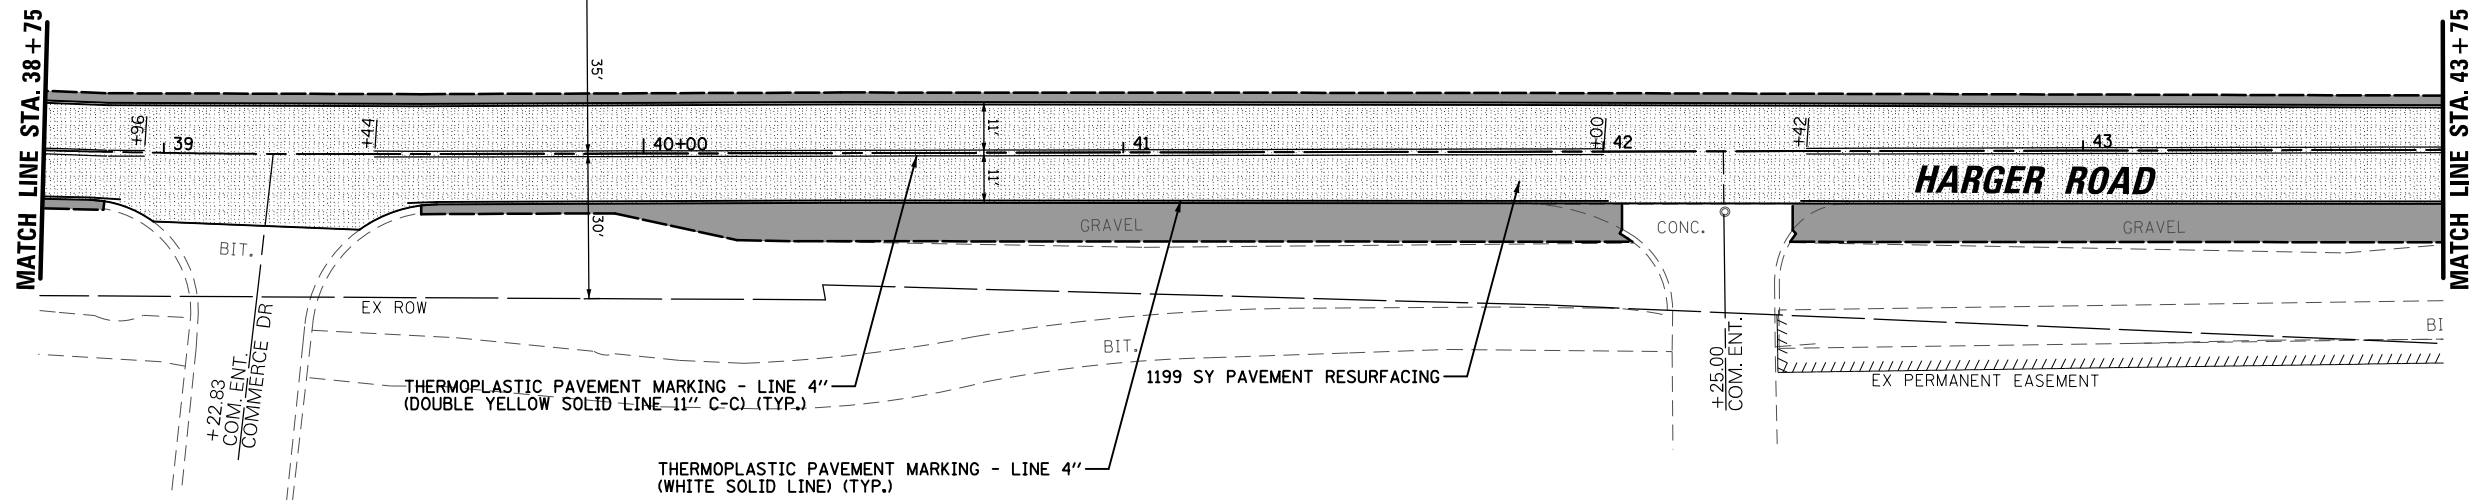 MATCH LINE STA. 38+75
35'
+96
39
+44
40+00
11'
11'
41
+00
42
+42
43
HARGER ROAD
MATCH LINE STA. 43+75
30'
BIT.
GRAVEL
CONC.
GRAVEL
EX ROW
BIT.
BI
+22.83
COM. ENT.
COMMERCE DR
THERMOPLASTIC PAVEMENT MARKING - LINE 4"
(DOUBLE YELLOW SOLID LINE 11" C-C) (TYP.)
1199 SY PAVEMENT RESURFACING
+25.00
COM. ENT.
EX PERMANENT EASEMENT
THERMOPLASTIC PAVEMENT MARKING - LINE 4"
(WHITE SOLID LINE) (TYP.)